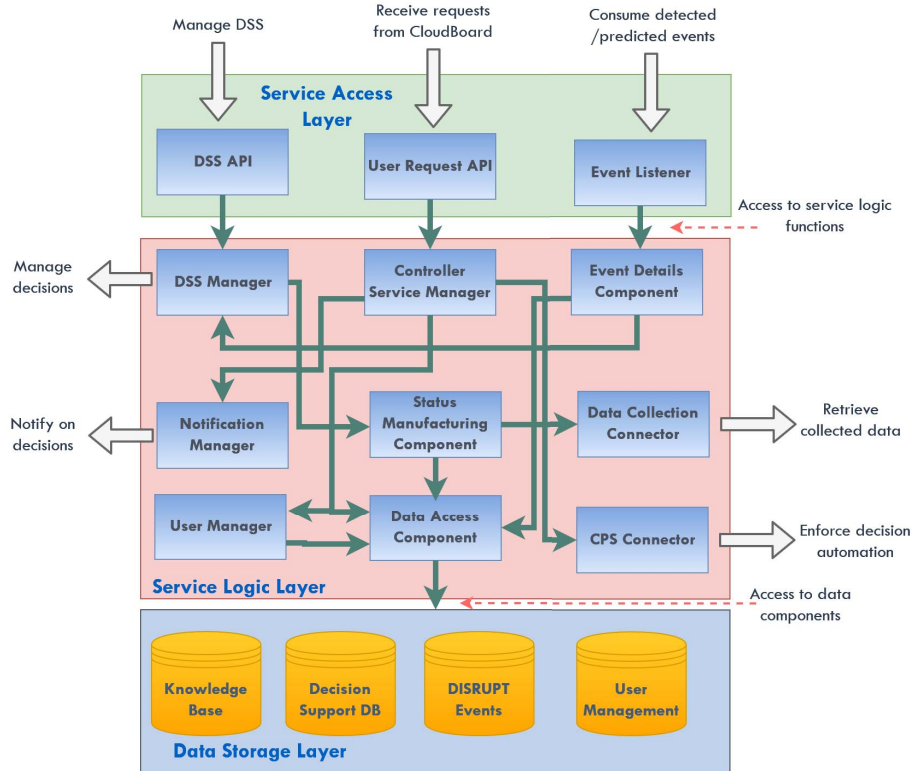 Manage DSS
Receive requests
from CloudBoard
Consume detected
/predicted events
Service Access
Layer
DSS API
User Request API
Event Listener
Access to service logic
functions
Manage
decisions
DSS Manager
Controller
Service Manager
Event Details
Component
Notify on
decisions
Notification
Manager
Status
Manufacturing
Component
Data Collection
Connector
Retrieve
collected data
User Manager
Data Access
Component
CPS Connector
Enforce decision
automation
Service Logic Layer
Access to data
components
Knowledge
Base
Decision
Support DB
DISRUPT
Events
User
Management
Data Storage Layer